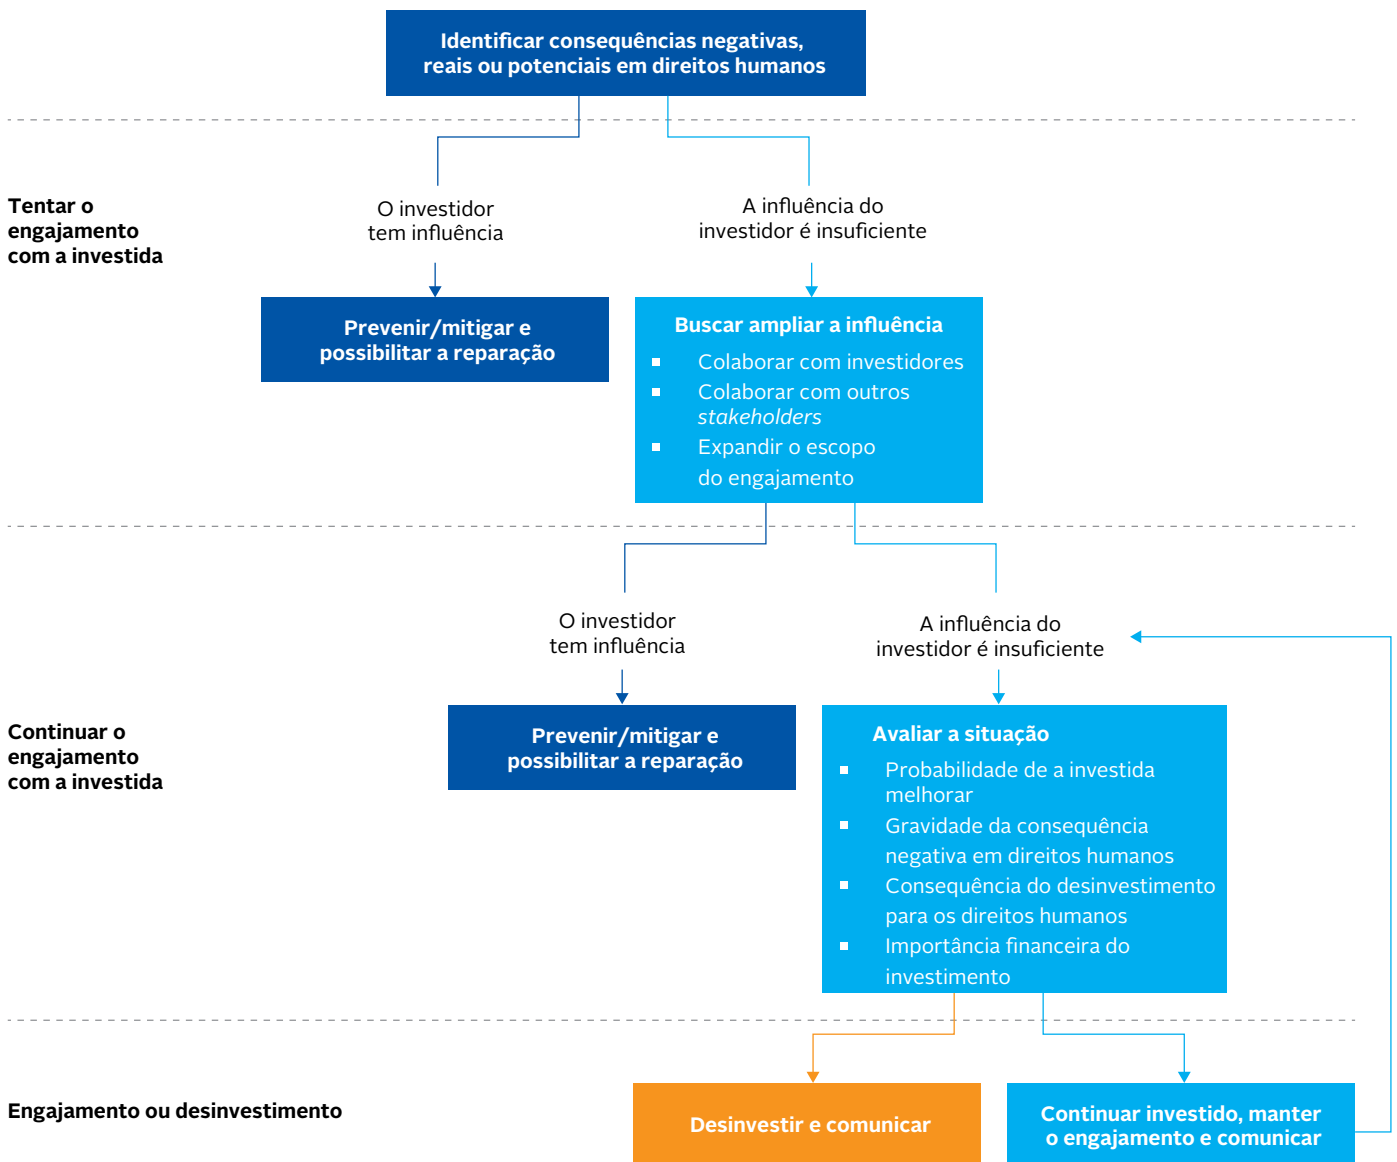 Identificar consequências negativas,
reais ou potenciais em direitos humanos
Tentar o
engajamento
com a investida
O investidor
tem influência
A influência do
investidor é insuficiente
Prevenir/mitigar e
possibilitar a reparação
Buscar ampliar a influência
▪ Colaborar com investidores
▪ Colaborar com outros
stakeholders
▪ Expandir o escopo
do engajamento
O investidor
tem influência
A influência do
investidor é insuficiente
Continuar o
engajamento
com a investida
Prevenir/mitigar e
possibilitar a reparação
Avaliar a situação
▪ Probabilidade de a investida
melhorar
▪ Gravidade da consequência
negativa em direitos humanos
▪ Consequência do desinvestimento
para os direitos humanos
▪ Importância financeira do
investimento
Engajamento ou desinvestimento
Desinvestir e comunicar
Continuar investido, manter
o engajamento e comunicar